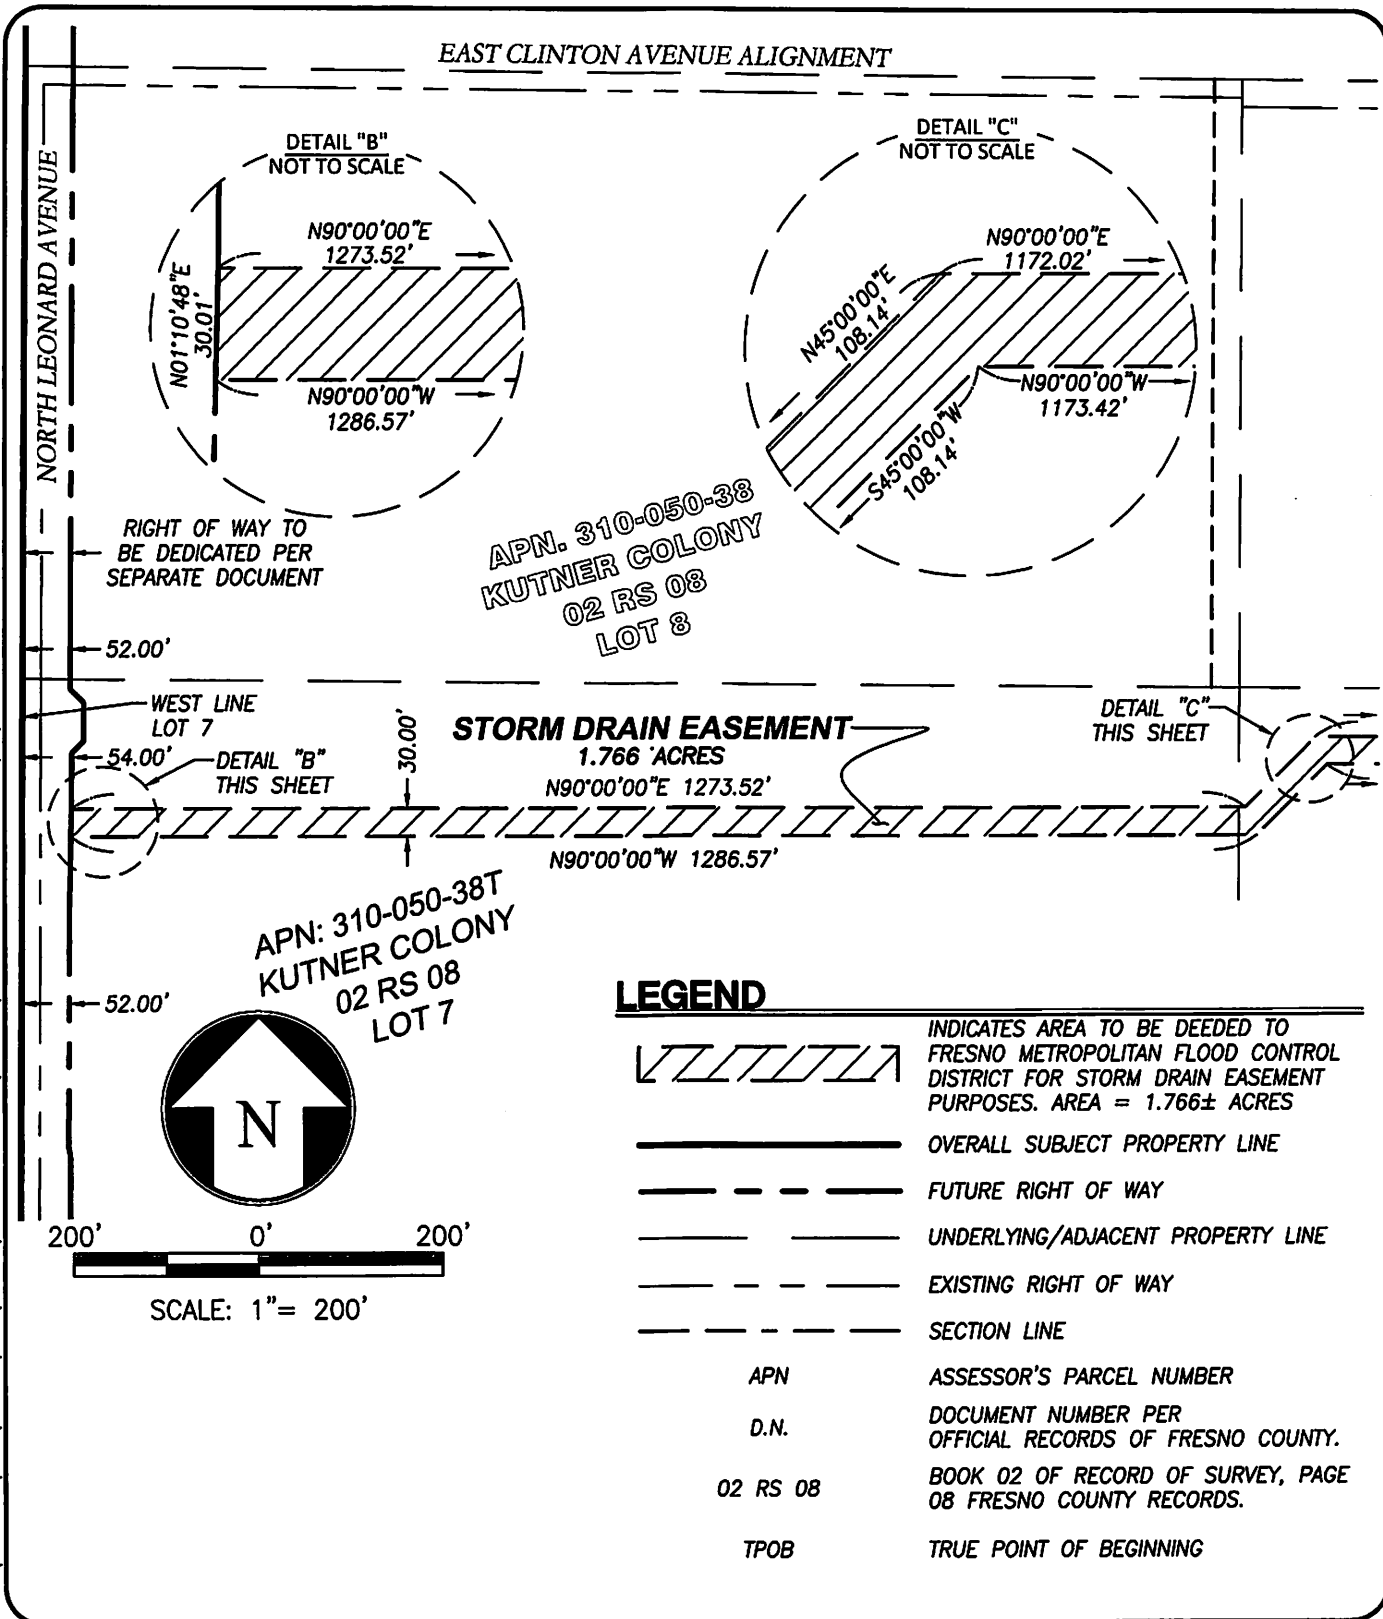 EAST CLINTON AVENUE ALIGNMENT
NORTH LEONARD AVENUE
DETAIL "B"
NOT TO SCALE
N90°00'00"E
1273.52'
N01°10'48"E
30.01'
N90°00'00"W
1286.57'
DETAIL "C"
NOT TO SCALE
N90°00'00"E
1172.02'
N45°00'00"E
108.14'
N90°00'00"W
1173.42'
S45°00'00"W
108.14'
RIGHT OF WAY TO
BE DEDICATED PER
SEPARATE DOCUMENT
APN. 310-050-38
KUTNER COLONY
02 RS 08
LOT 8
52.00'
WEST LINE
LOT 7
54.00'
DETAIL "B"
THIS SHEET
30.00'
STORM DRAIN EASEMENT
1.766 ACRES
N90°00'00"E 1273.52'
DETAIL "C"
THIS SHEET
N90°00'00"W 1286.57'
APN: 310-050-38T
KUTNER COLONY
02 RS 08
LOT 7
52.00'
N
200' 0' 200'
SCALE: 1"= 200'
LEGEND
INDICATES AREA TO BE DEEDED TO
FRESNO METROPOLITAN FLOOD CONTROL
DISTRICT FOR STORM DRAIN EASEMENT
PURPOSES. AREA = 1.766± ACRES
OVERALL SUBJECT PROPERTY LINE
FUTURE RIGHT OF WAY
UNDERLYING/ADJACENT PROPERTY LINE
EXISTING RIGHT OF WAY
SECTION LINE
APN ASSESSOR'S PARCEL NUMBER
D.N. DOCUMENT NUMBER PER
OFFICIAL RECORDS OF FRESNO COUNTY.
02 RS 08 BOOK 02 OF RECORD OF SURVEY, PAGE
08 FRESNO COUNTY RECORDS.
TPOB TRUE POINT OF BEGINNING